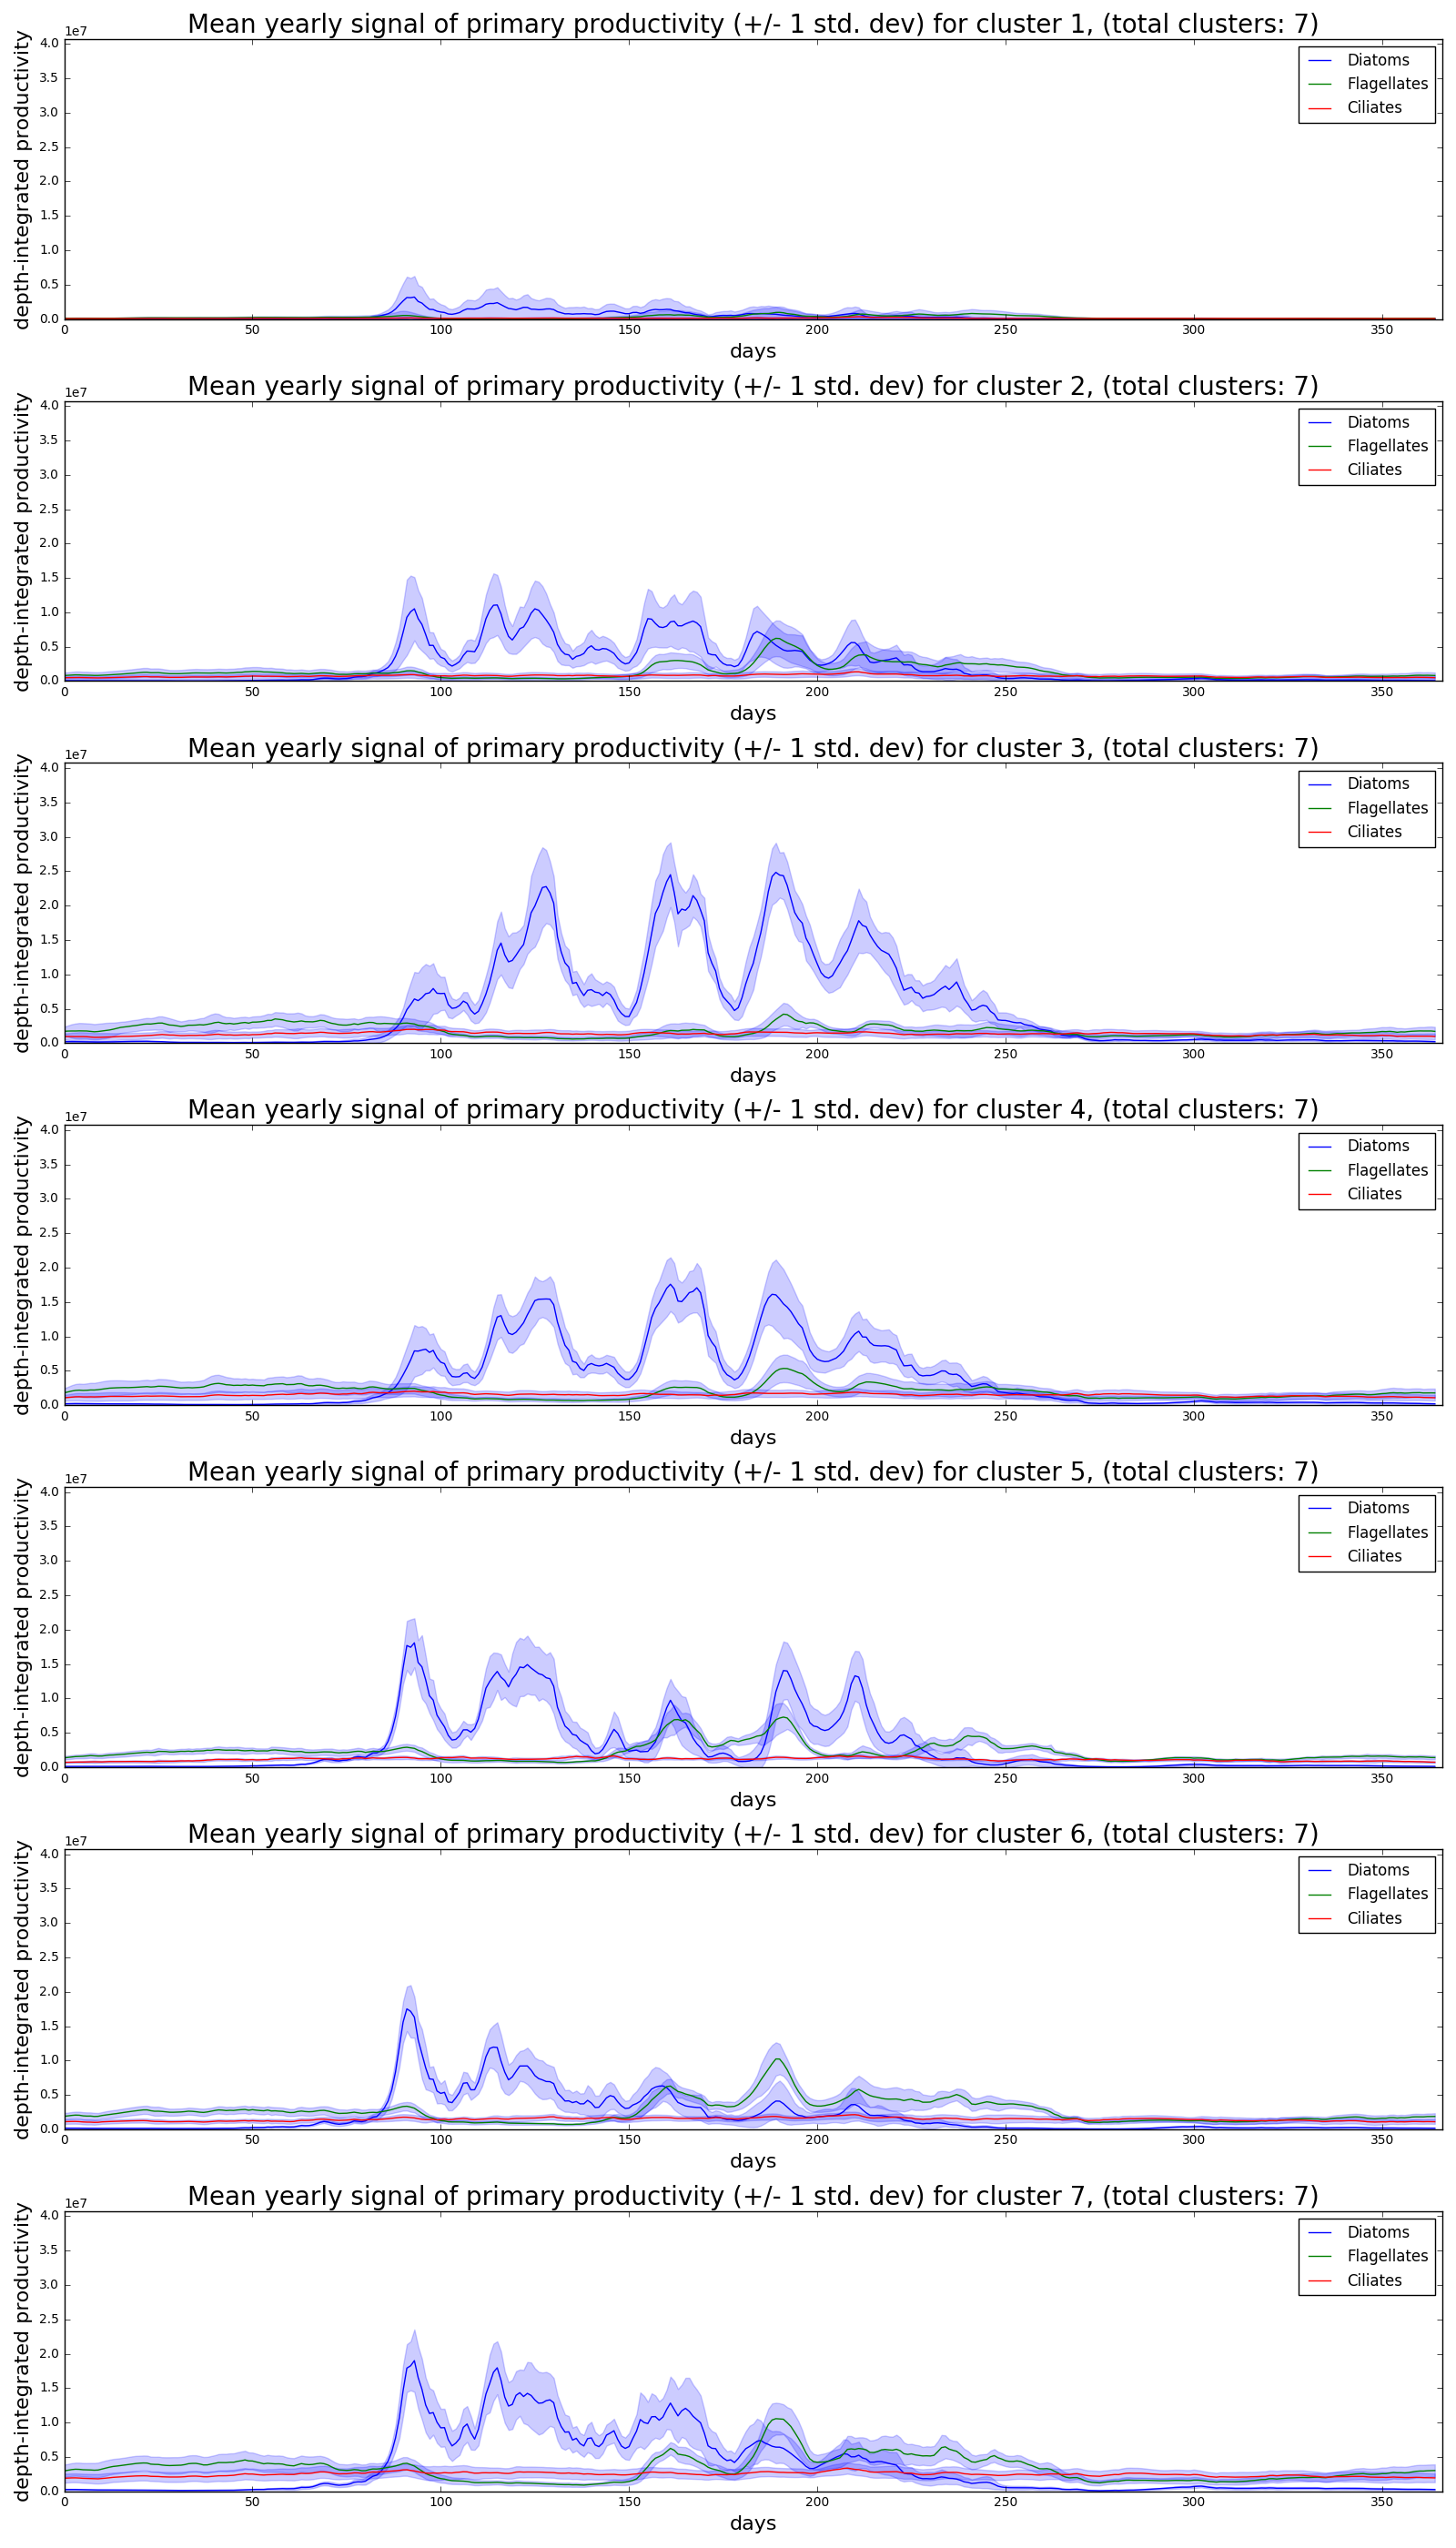 Mean yearly signal of primary productivity (+/- 1 std. dev) for cluster 1, (total clusters: 7)
1e7
depth-integrated productivity
4.0
3.5
3.0
2.5
2.0
1.5
1.0
0.5
0.0
Diatoms
Flagellates
Ciliates
0 50 100 150 200 250 300 350
days
Mean yearly signal of primary productivity (+/- 1 std. dev) for cluster 2, (total clusters: 7)
1e7
depth-integrated productivity
4.0
3.5
3.0
2.5
2.0
1.5
1.0
0.5
0.0
Diatoms
Flagellates
Ciliates
0 50 100 150 200 250 300 350
days
Mean yearly signal of primary productivity (+/- 1 std. dev) for cluster 3, (total clusters: 7)
1e7
depth-integrated productivity
4.0
3.5
3.0
2.5
2.0
1.5
1.0
0.5
0.0
Diatoms
Flagellates
Ciliates
0 50 100 150 200 250 300 350
days
Mean yearly signal of primary productivity (+/- 1 std. dev) for cluster 4, (total clusters: 7)
1e7
depth-integrated productivity
4.0
3.5
3.0
2.5
2.0
1.5
1.0
0.5
0.0
Diatoms
Flagellates
Ciliates
0 50 100 150 200 250 300 350
days
Mean yearly signal of primary productivity (+/- 1 std. dev) for cluster 5, (total clusters: 7)
1e7
depth-integrated productivity
4.0
3.5
3.0
2.5
2.0
1.5
1.0
0.5
0.0
Diatoms
Flagellates
Ciliates
0 50 100 150 200 250 300 350
days
Mean yearly signal of primary productivity (+/- 1 std. dev) for cluster 6, (total clusters: 7)
1e7
depth-integrated productivity
4.0
3.5
3.0
2.5
2.0
1.5
1.0
0.5
0.0
Diatoms
Flagellates
Ciliates
0 50 100 150 200 250 300 350
days
Mean yearly signal of primary productivity (+/- 1 std. dev) for cluster 7, (total clusters: 7)
1e7
depth-integrated productivity
4.0
3.5
3.0
2.5
2.0
1.5
1.0
0.5
0.0
Diatoms
Flagellates
Ciliates
0 50 100 150 200 250 300 350
days